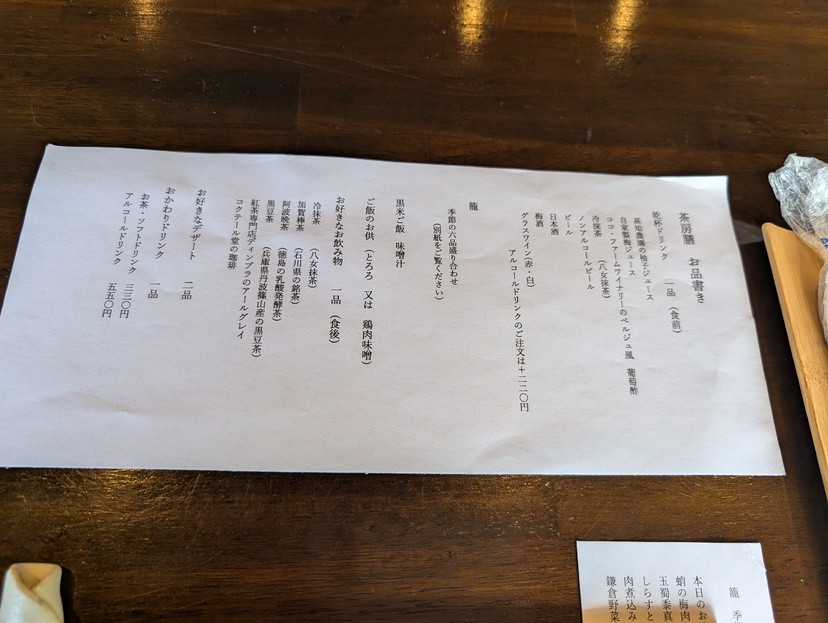 茶房膳　お品書き
乾杯ドリンク　一品（食前）
高知農園の柚子ジュース
自家製梅ジュース
ココ・ファームワイナリーのベルジュ風　葡萄酢
冷抹茶　（八女抹茶）
ノンアルコールビール
ビール
日本酒
梅酒
グラスワイン（赤・白）
アルコールドリンクのご注文は＋二二〇円
籠
季節の六品盛り合わせ
（別紙をご覧ください）
黒米ご飯　味噌汁
ご飯のお供　（とろろ　又は　鶏肉味噌）
お好きなお飲み物　一品　（食後）
冷抹茶　（八女抹茶）
加賀棒茶　（石川県の銘茶）
阿波晩茶　（徳島の乳酸発酵茶）
黒豆茶　（兵庫県丹波篠山産の黒豆茶）
紅茶専門店ディンブラのアールグレイ
コクテール堂の珈琲
お好きなデザート　二品
おかわりドリンク　一品
お茶・ソフトドリンク　三三〇円
アルコールドリンク　五五〇円
籠　季
本日のお
蛸の梅肉
玉蜀黍真
しらすと
肉煮込み
鎌倉野菜